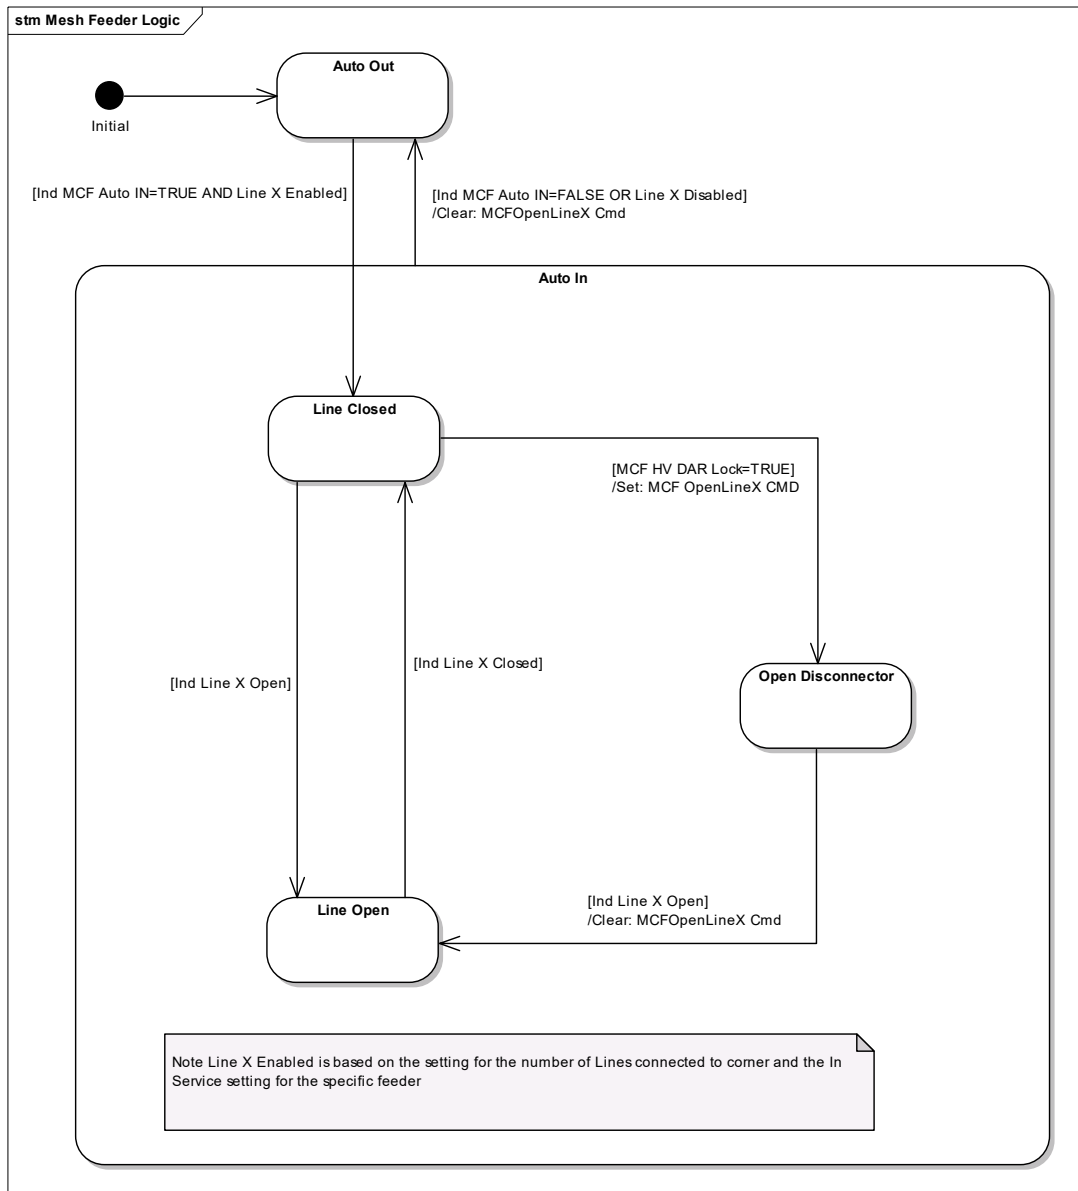 stm Mesh Feeder Logic
Auto Out
Initial
[Ind MCF Auto IN=TRUE AND Line X Enabled]
[Ind MCF Auto IN=FALSE OR Line X Disabled]
/Clear: MCFOpenLineX Cmd
Auto In
Line Closed
[MCF HV DAR Lock=TRUE]
/Set: MCF OpenLineX CMD
[Ind Line X Closed]
[Ind Line X Open]
Open Disconnector
[Ind Line X Open]
/Clear: MCFOpenLineX Cmd
Line Open
Note Line X Enabled is based on the setting for the number of Lines connected to corner and the In
Service setting for the specific feeder